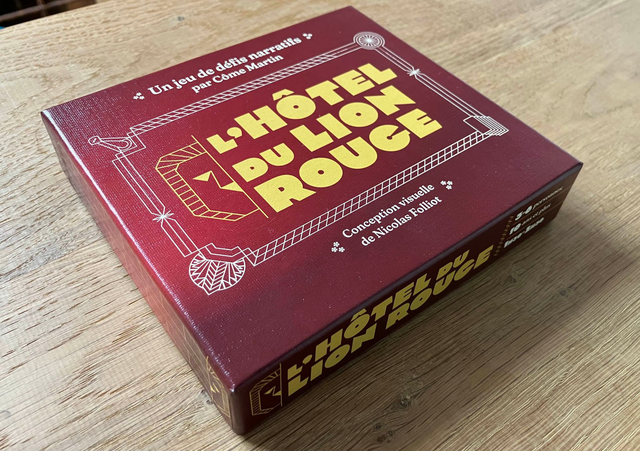 Un jeu de défis narratifs
par Côme Martin
L'HÔTEL
DU LION
ROUGE
Conception visuelle
de Nicolas Folliot
L'HÔTEL DU
LION ROUGE